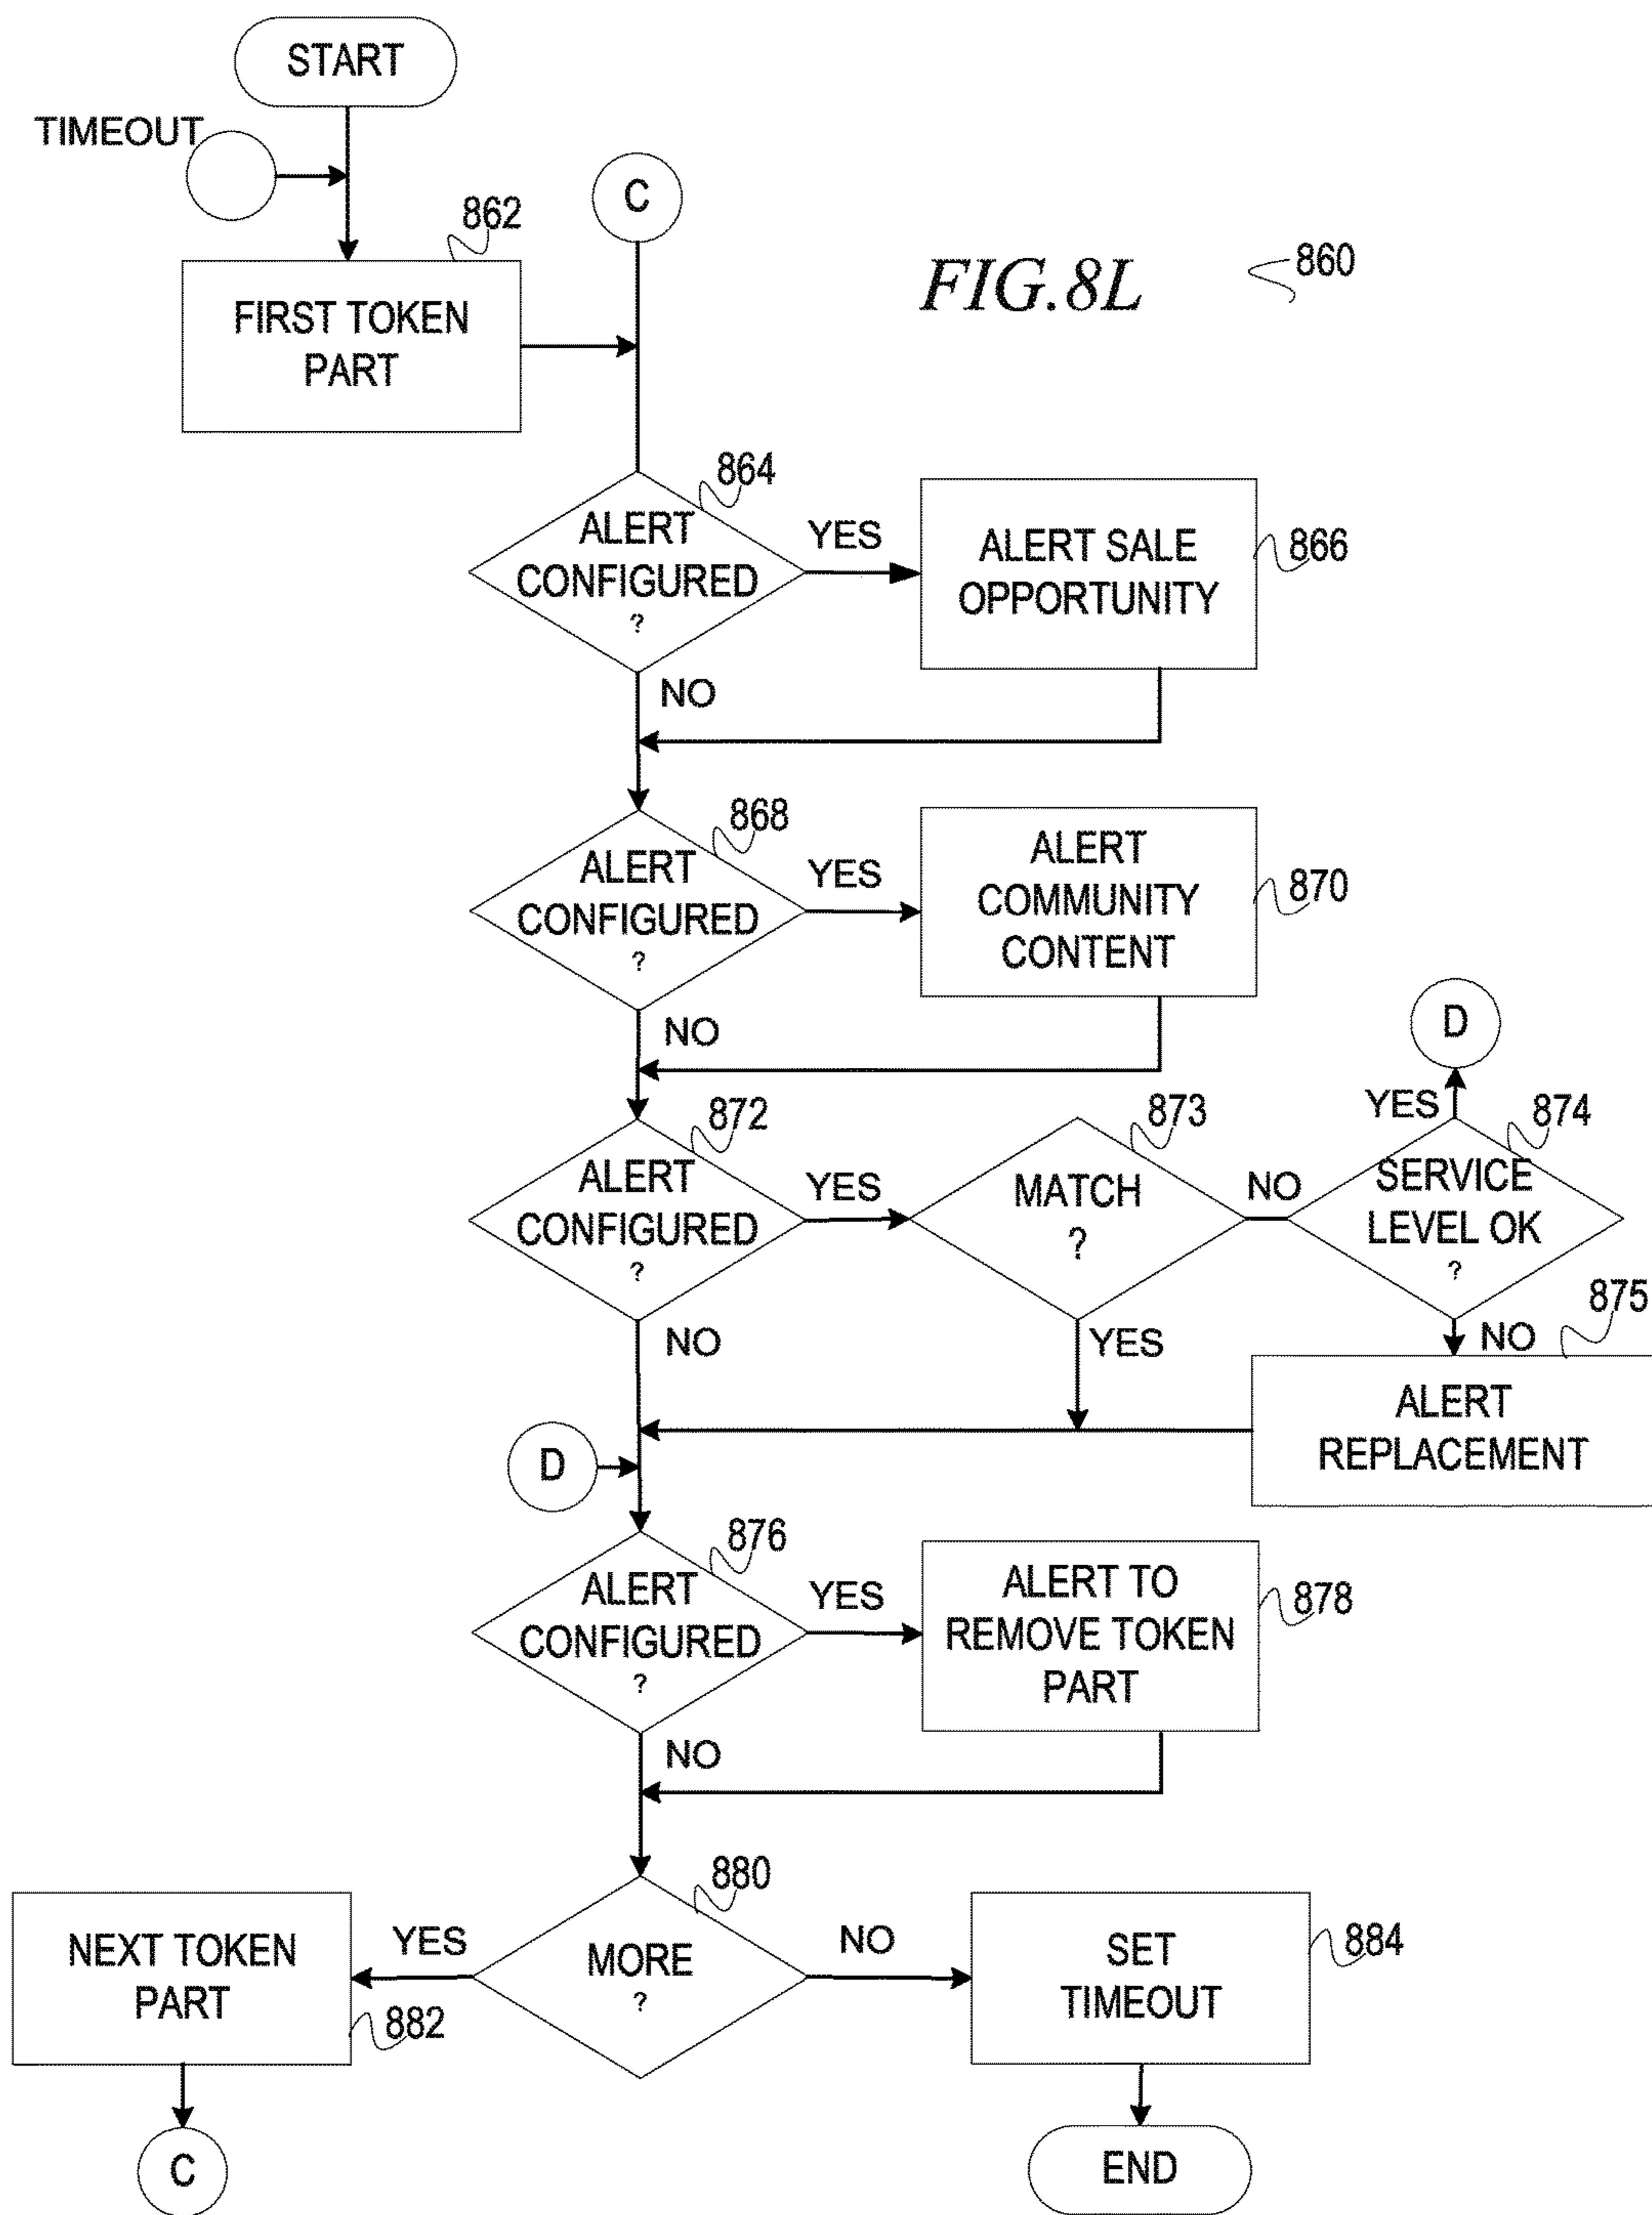 START
TIMEOUT
C
862
FIRST TOKEN
PART
FIG.8L
860
864
ALERT
CONFIGURED
?
YES
ALERT SALE
OPPORTUNITY
866
NO
868
ALERT
CONFIGURED
?
YES
ALERT
COMMUNITY
CONTENT
870
NO
D
872
ALERT
CONFIGURED
?
YES
873
MATCH
?
NO
YES
874
SERVICE
LEVEL OK
?
NO
YES
NO
875
ALERT
REPLACEMENT
D
876
ALERT
CONFIGURED
?
YES
ALERT TO
REMOVE TOKEN
PART
878
NO
880
MORE
?
YES
NEXT TOKEN
PART
882
NO
SET
TIMEOUT
884
C
END